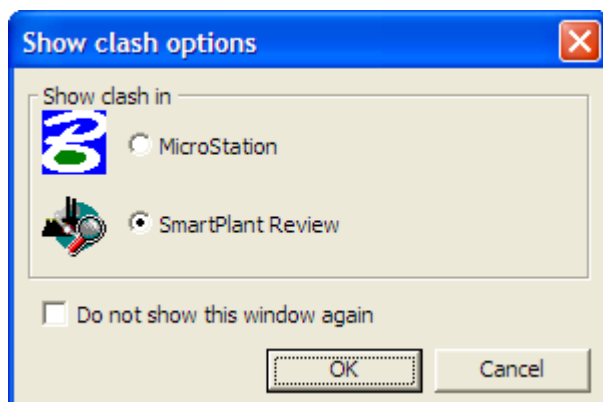 Show clash options
Show clash in
MicroStation
SmartPlant Review
Do not show this window again
OK Cancel